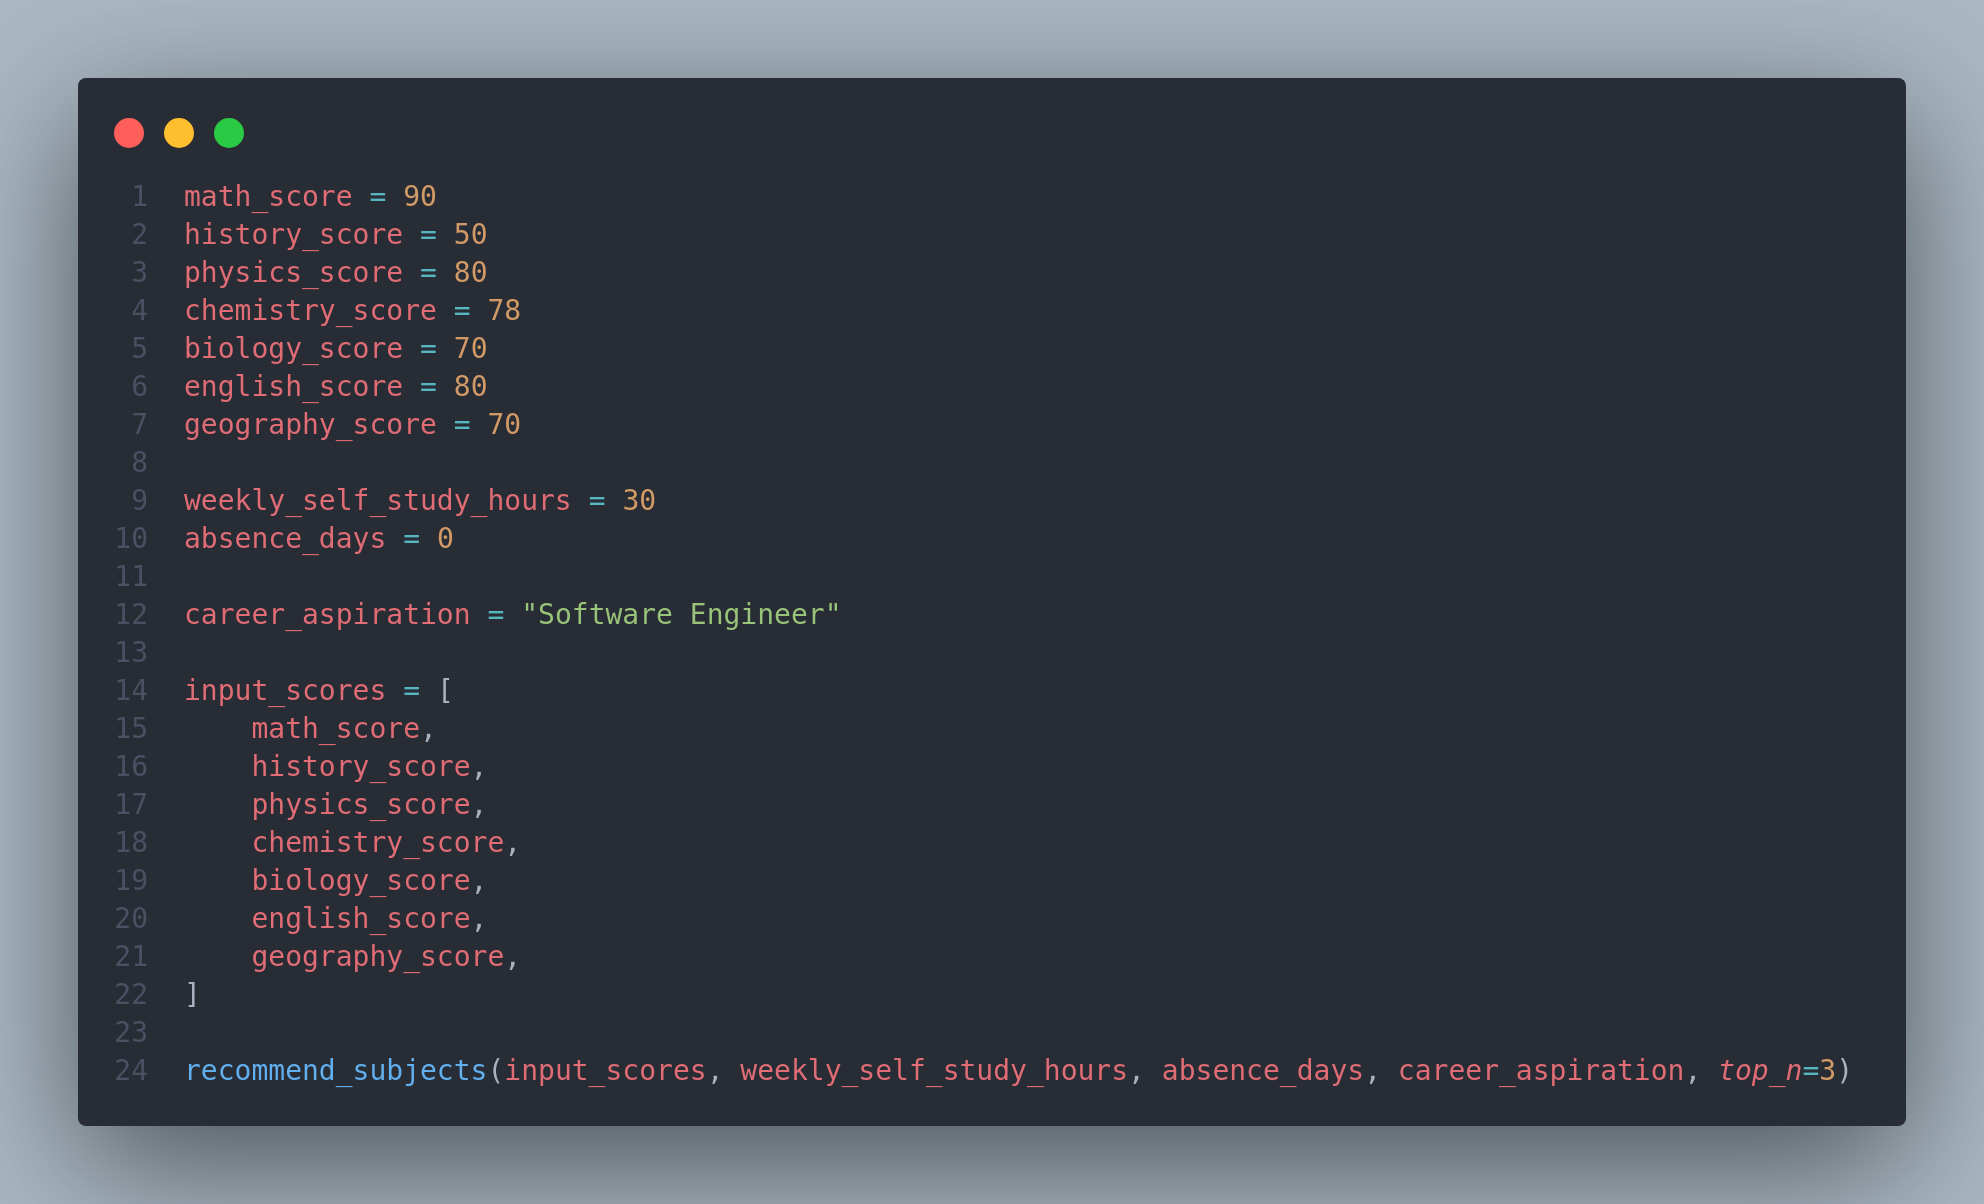 1 math_score = 90
2 history_score = 50
3 physics_score = 80
4 chemistry_score = 78
5 biology_score = 70
6 english_score = 80
7 geography_score = 70
8
9 weekly_self_study_hours = 30
10 absence_days = 0
11
12 career_aspiration = "Software Engineer"
13
14 input_scores = [
15     math_score,
16     history_score,
17     physics_score,
18     chemistry_score,
19     biology_score,
20     english_score,
21     geography_score,
22 ]
23
24 recommend_subjects(input_scores, weekly_self_study_hours, absence_days, career_aspiration, top_n=3)